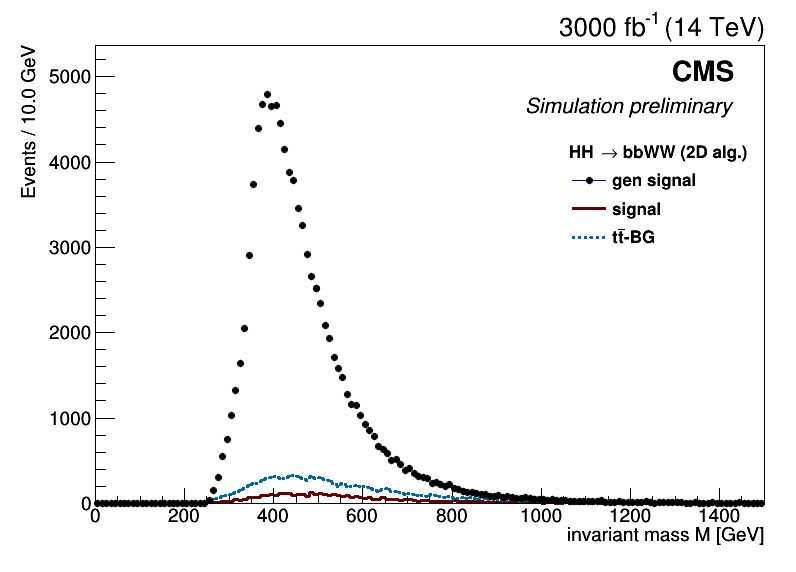 3000 fb⁻¹ (14 TeV)
CMS
Simulation preliminary
HH → bbWW (2D alg.)
gen signal
signal
tt̄-BG
Events / 10.0 GeV
5000
4000
3000
2000
1000
0
0 200 400 600 800 1000 1200 1400
invariant mass M [GeV]